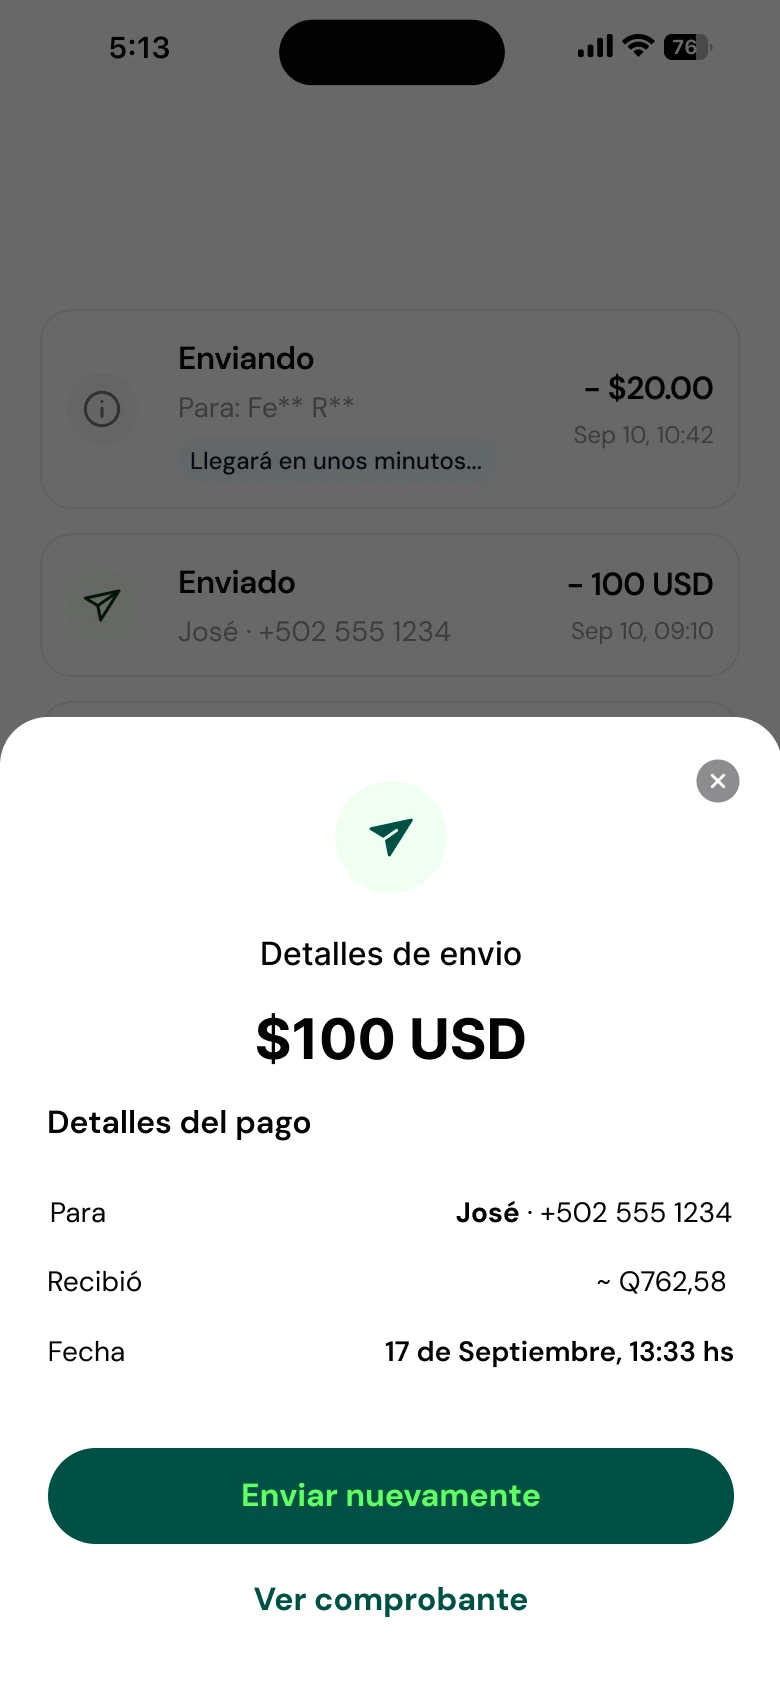 5:13
76
Enviando
Para: Fe** R**
Llegará en unos minutos...
– $20.00
Sep 10, 10:42
Enviado
José · +502 555 1234
– 100 USD
Sep 10, 09:10
Detalles de envio
$100 USD
Detalles del pago
Para José · +502 555 1234
Recibió ~ Q762,58
Fecha 17 de Septiembre, 13:33 hs
Enviar nuevamente
Ver comprobante